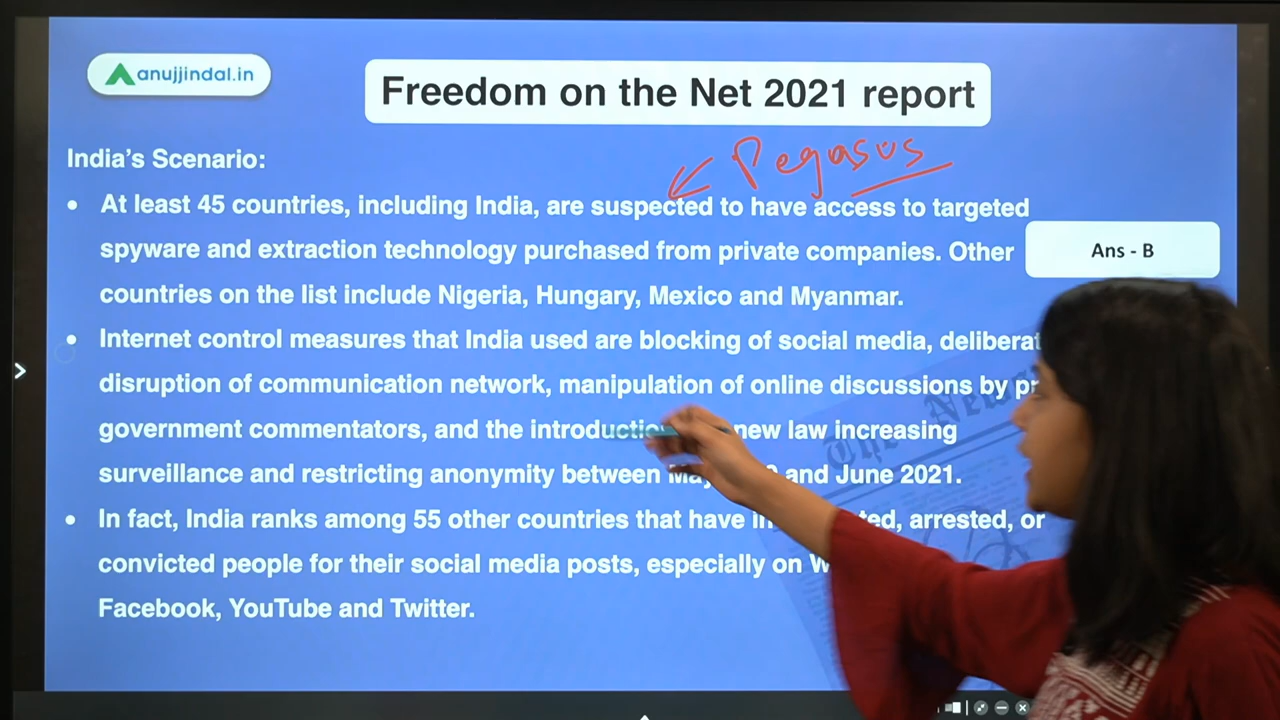 anujjindal.in
Freedom on the Net 2021 report
Pegasus
India's Scenario:
• At least 45 countries, including India, are suspected to have access to targeted
spyware and extraction technology purchased from private companies. Other
Ans - B
countries on the list include Nigeria, Hungary, Mexico and Myanmar.
• Internet control measures that India used are blocking of social media,
disruption of communication network, manipulation of online discussions by
government commentators, and the new law increasing
surveillance and restricting anonymity between and June 2021.
• In fact, India ranks among 55 other countries that have arrested, or
convicted people for their social media posts, especially on
Facebook, YouTube and Twitter.
The